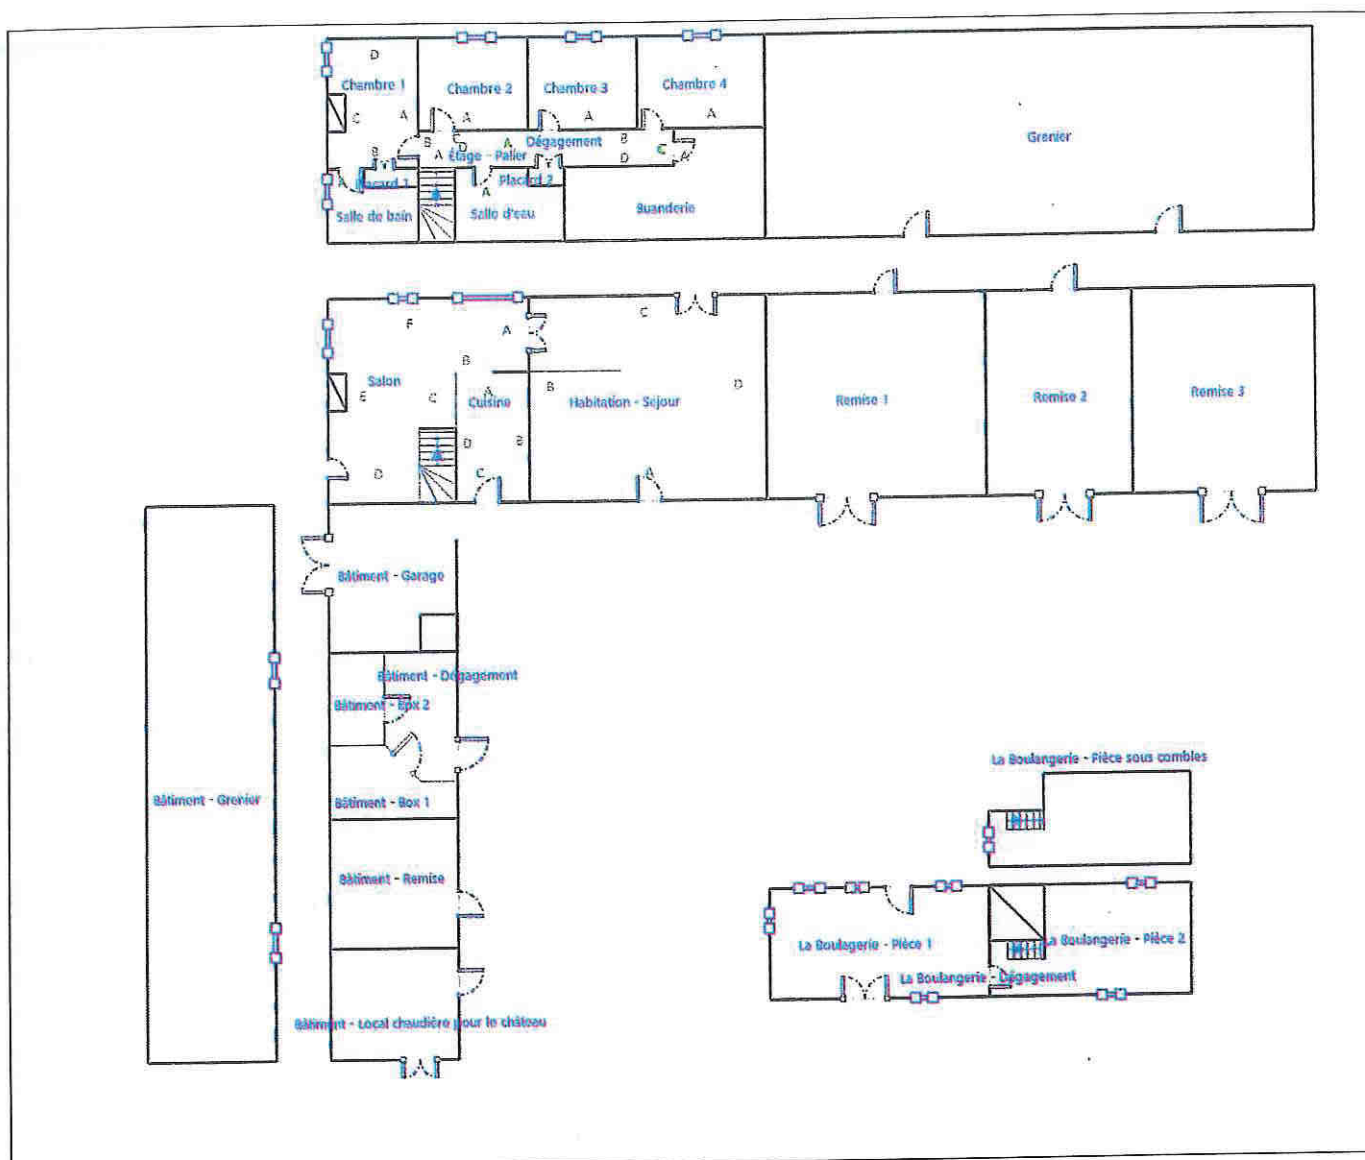 D
Chambre 1
Chambre 2
Chambre 3
Chambre 4
C
A
A
A
A
Grenier
B
B
C
D
A
Dégagement
B
C
A
A
Étage - Palier
D
A
Placard 1
A
Placard 2
Salle de bain
Salle d'eau
Buanderie
F
A
C
B
Salon
E
C
A
Cuisine
B
Habitation - Sejour
D
Remise 1
Remise 2
Remise 3
D
B
D
C
A
Bâtiment - Garage
Bâtiment - Dégagement
Bâtiment - Box 2
Bâtiment - Grenier
Bâtiment - Box 1
Bâtiment - Remise
Bâtiment - Local chaudière pour le château
La Boulangerie - Pièce sous combles
La Boulagerie - Pièce 1
La Boulangerie - Pièce 2
La Boulangerie - Dégagement